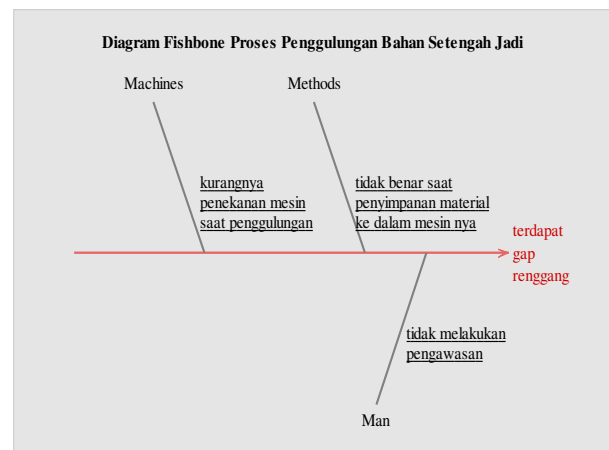 Diagram Fishbone Proses Penggulungan Bahan Setengah Jadi
Machines
Methods
kurangnya
penekanan mesin
saat penggulungan
tidak benar saat
penyimpanan material
ke dalam mesin nya
terdapat
gap
renggang
tidak melakukan
pengawasan
Man